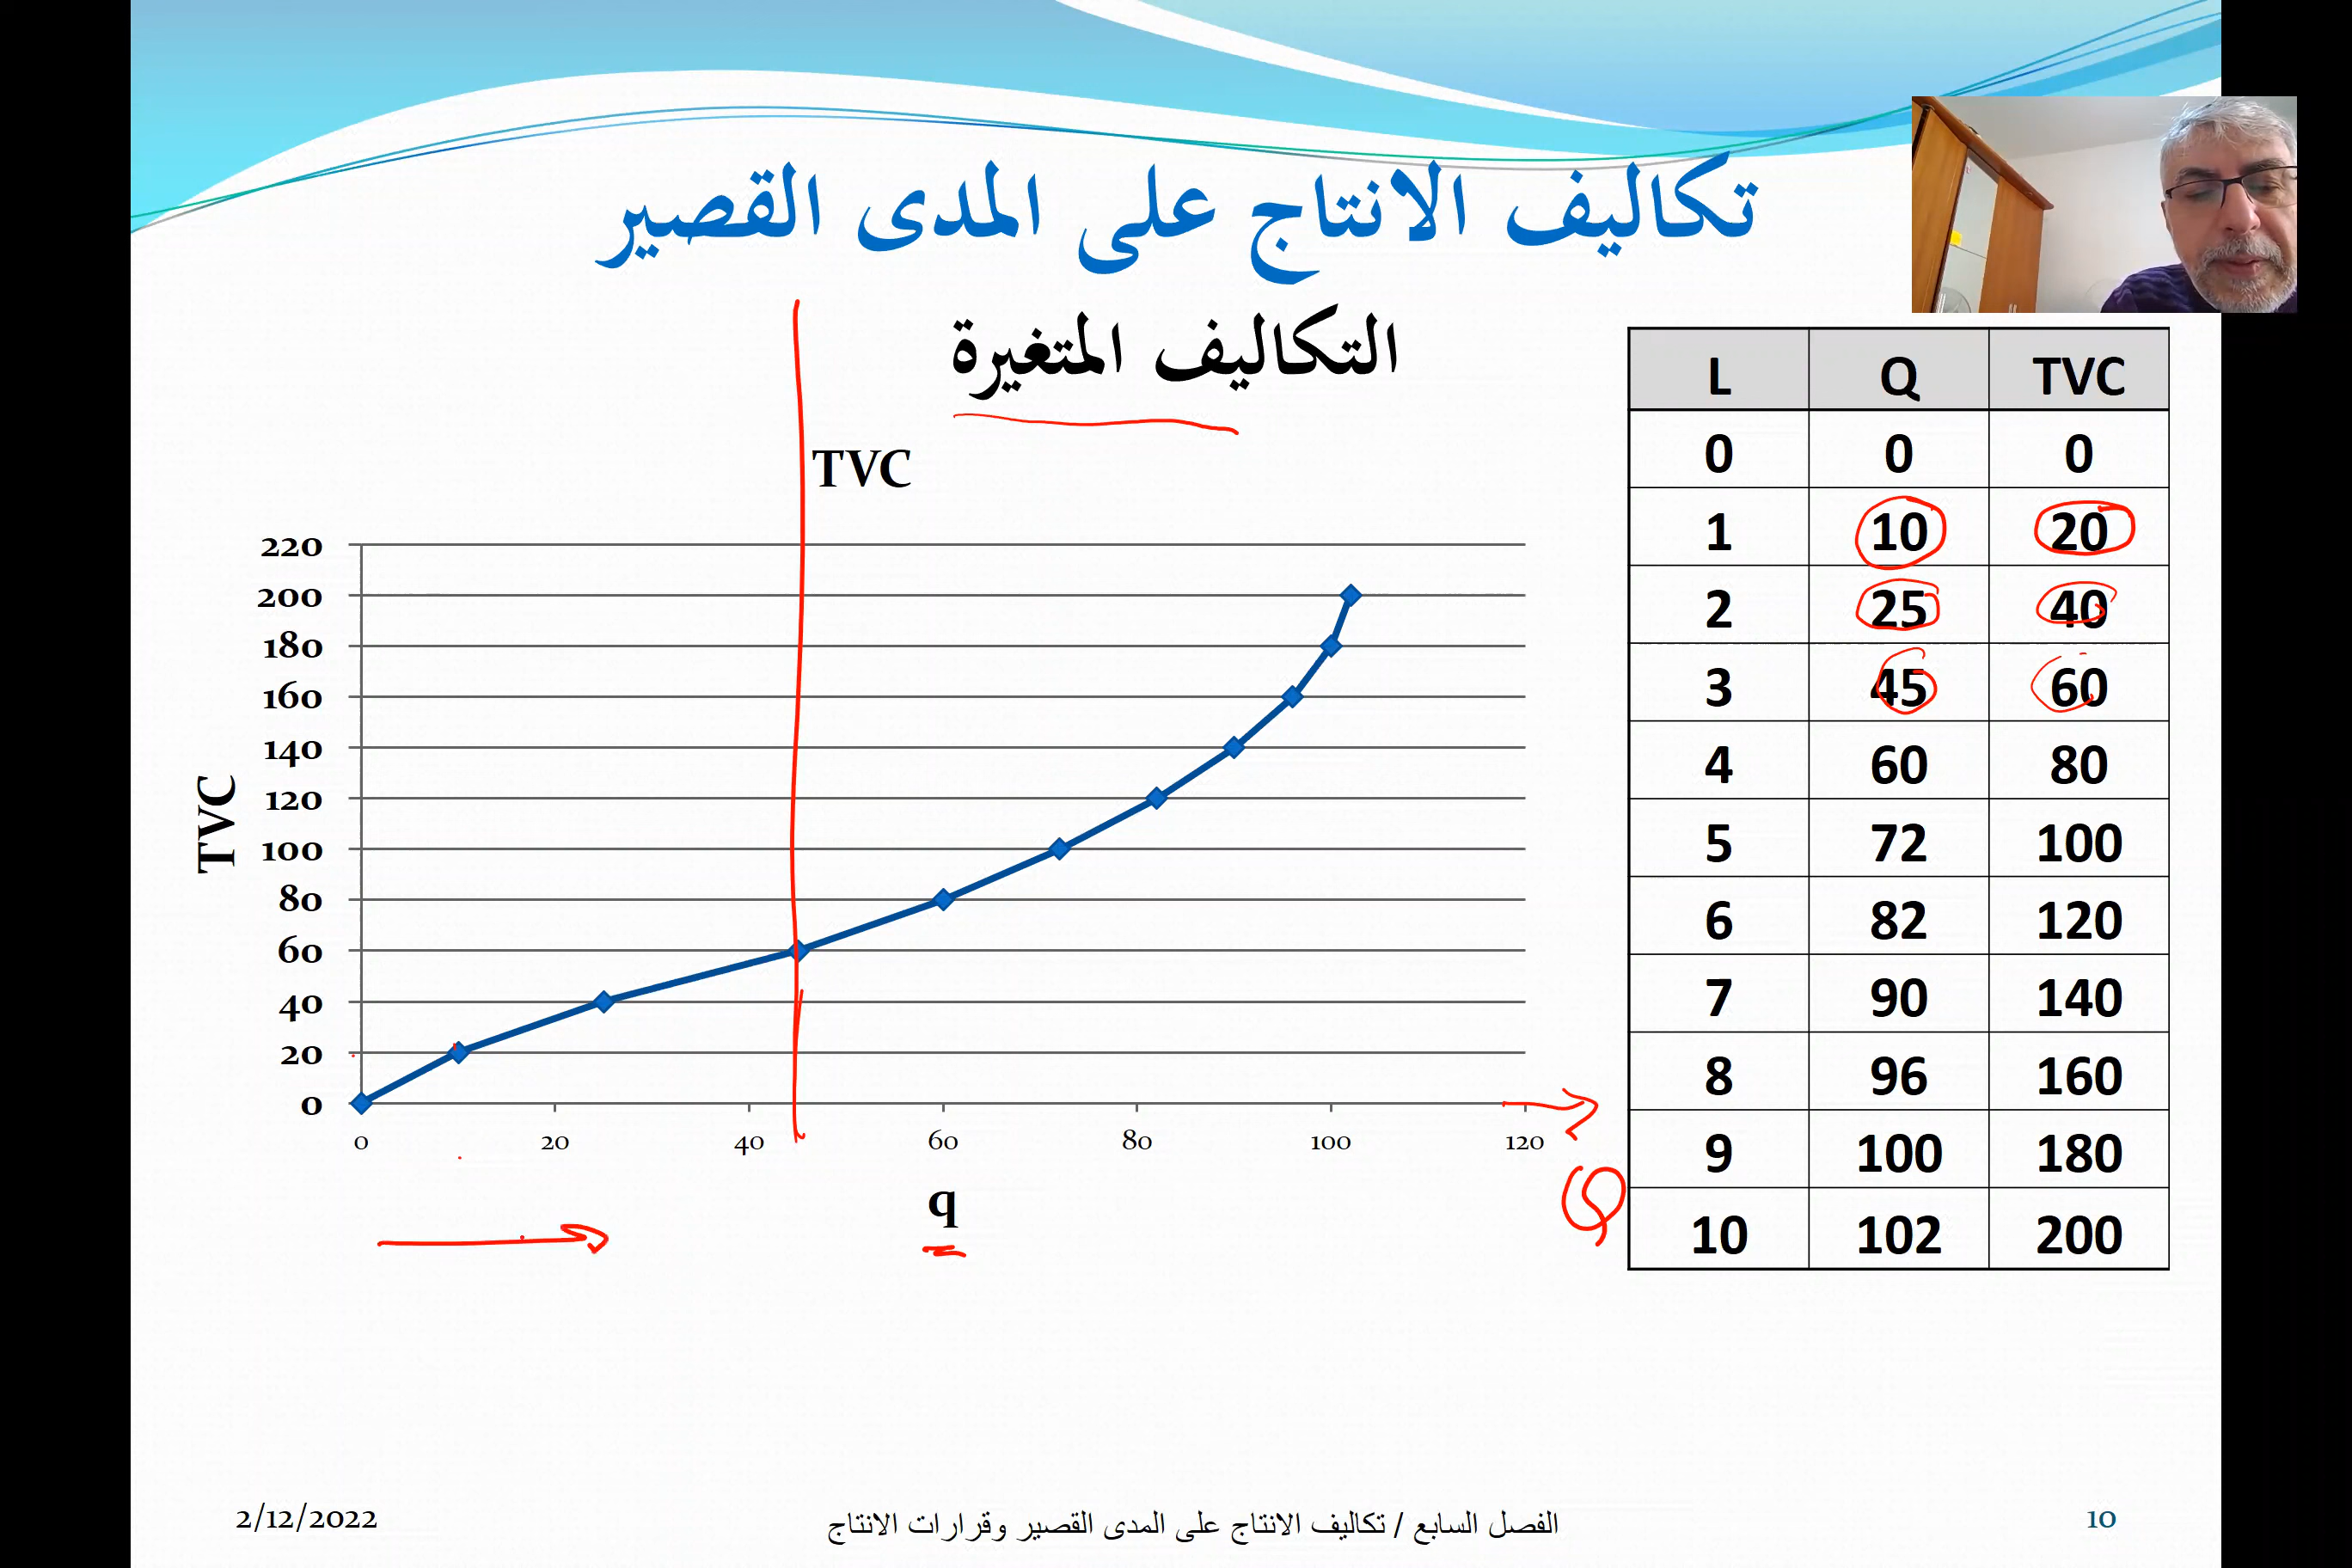 تكاليف الانتاج على المدى القصير
التكاليف المتغيرة
TVC
220
200
180
160
140
120
100
80
60
40
20
0
TVC
0 20 40 60 80 100 120
q
Q
L Q TVC
0 0 0
1 10 20
2 25 40
3 45 60
4 60 80
5 72 100
6 82 120
7 90 140
8 96 160
9 100 180
10 102 200
2/12/2022
الفصل السابع / تكاليف الانتاج على المدى القصير وقرارات الانتاج
10